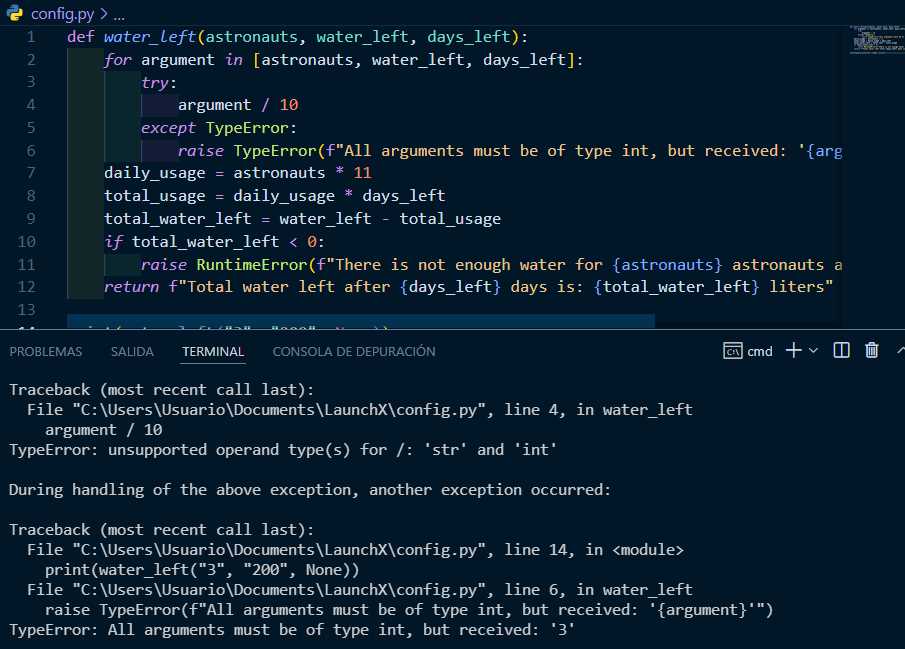 config.py > ...
1 def water_left(astronauts, water_left, days_left):
2 for argument in [astronauts, water_left, days_left]:
3 try:
4 argument / 10
5 except TypeError:
6 raise TypeError(f"All arguments must be of type int, but received: '{arg
7 daily_usage = astronauts * 11
8 total_usage = daily_usage * days_left
9 total_water_left = water_left - total_usage
10 if total_water_left < 0:
11 raise RuntimeError(f"There is not enough water for {astronauts} astronauts a
12 return f"Total water left after {days_left} days is: {total_water_left} liters"
13
14 print(water_left("3", "200", None))
PROBLEMAS SALIDA TERMINAL CONSOLA DE DEPURACIÓN cmd
Traceback (most recent call last):
File "C:\Users\Usuario\Documents\LaunchX\config.py", line 4, in water_left
argument / 10
TypeError: unsupported operand type(s) for /: 'str' and 'int'
During handling of the above exception, another exception occurred:
Traceback (most recent call last):
File "C:\Users\Usuario\Documents\LaunchX\config.py", line 14, in <module>
print(water_left("3", "200", None))
File "C:\Users\Usuario\Documents\LaunchX\config.py", line 6, in water_left
raise TypeError(f"All arguments must be of type int, but received: '{argument}'")
TypeError: All arguments must be of type int, but received: '3'